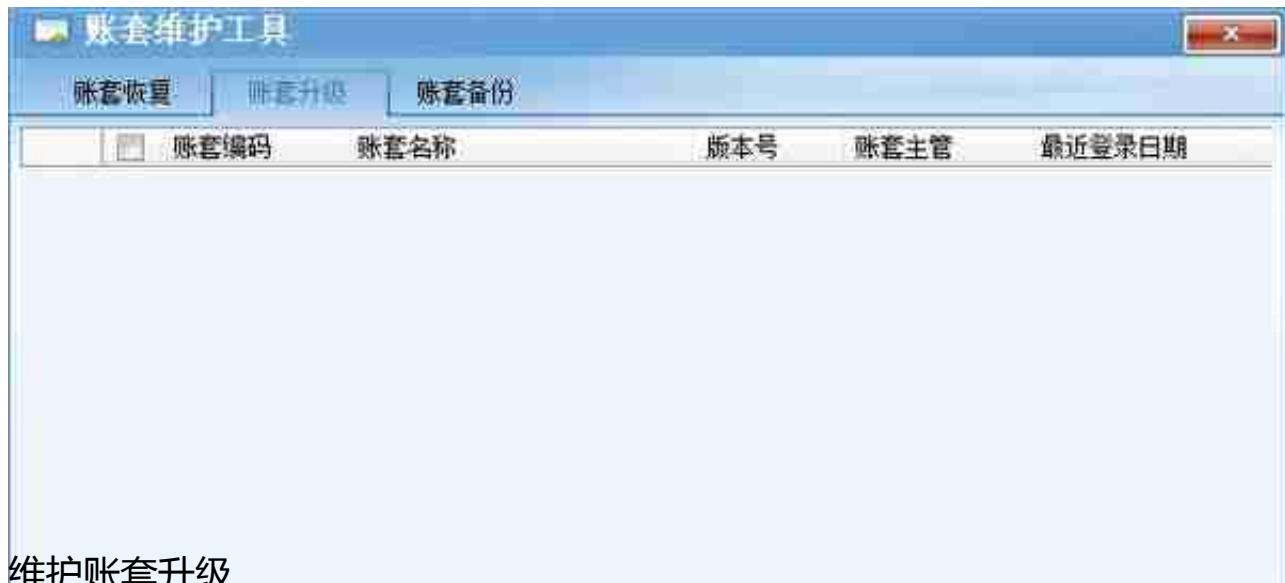 账套维护工具
账套恢复 账套升级 账套备份
账套编码 账套名称 版本号 账套主管 最近登录日期
维护账套升级